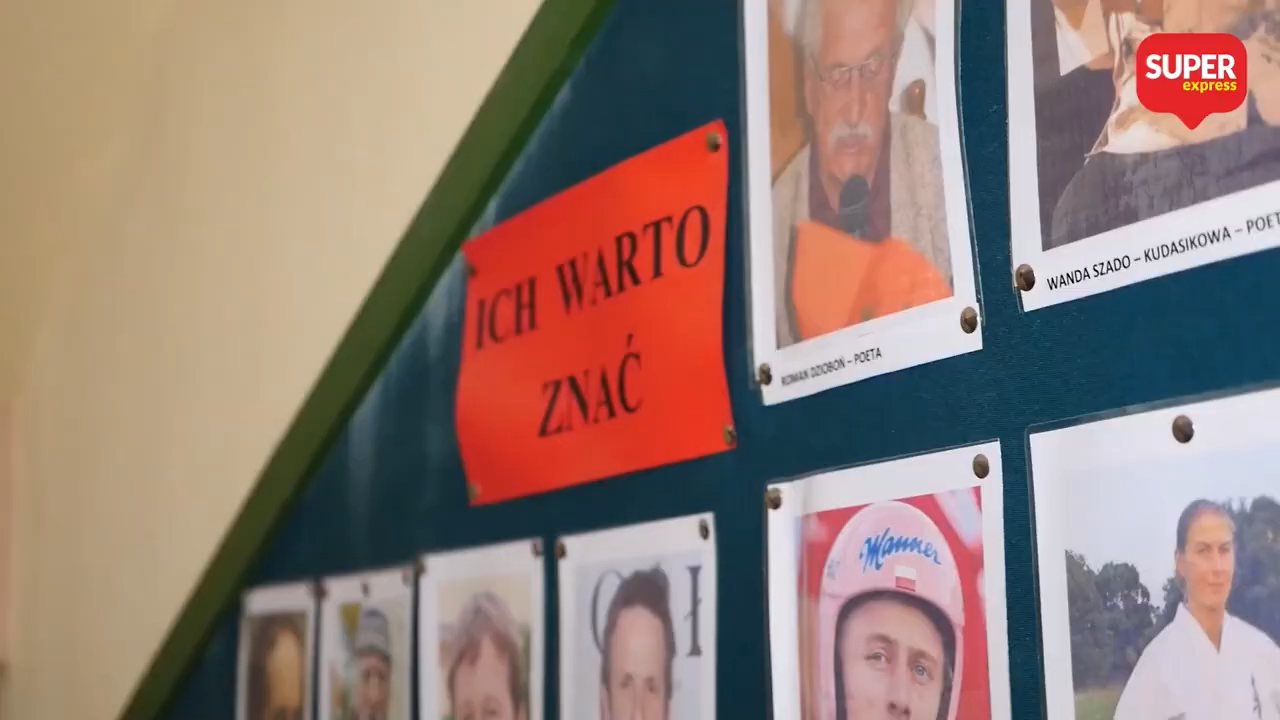 SUPER
express
ICH WARTO
ZNAĆ
ROMAN DZIOBOŃ – POETA
WANDA SZADO – KUDASIKOWA – POET
Manner